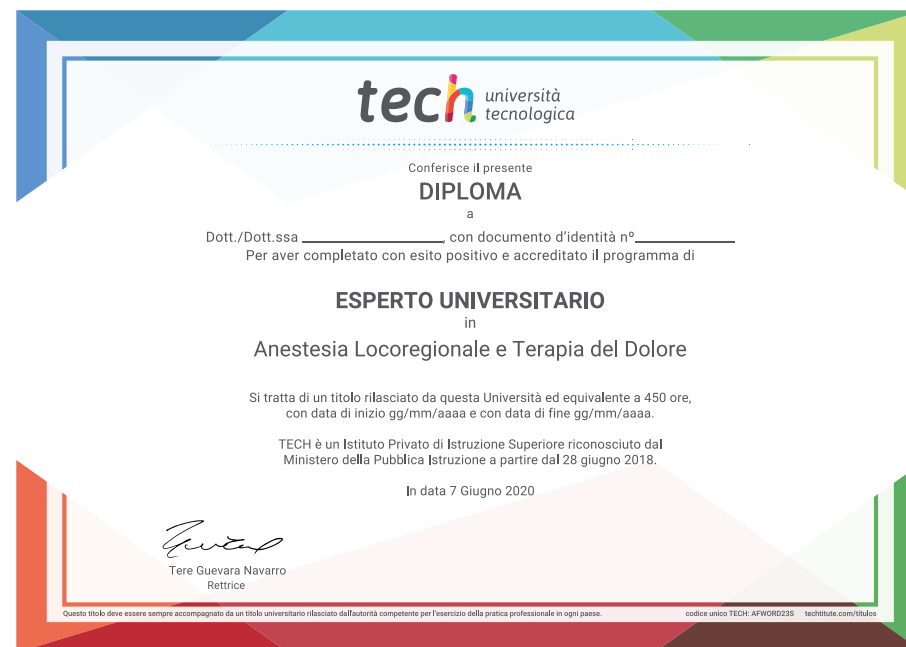 tech università
tecnologica
Conferisce il presente
DIPLOMA
a
Dott./Dott.ssa ____________________, con documento d'identità nº______________
Per aver completato con esito positivo e accreditato il programma di
ESPERTO UNIVERSITARIO
in
Anestesia Locoregionale e Terapia del Dolore
Si tratta di un titolo rilasciato da questa Università ed equivalente a 450 ore,
con data di inizio gg/mm/aaaa e con data di fine gg/mm/aaaa.
TECH è un Istituto Privato di Istruzione Superiore riconosciuto dal
Ministero della Pubblica Istruzione a partire dal 28 giugno 2018.
In data 7 Giugno 2020
Tere Guevara Navarro
Rettrice
Questo titolo deve essere sempre accompagnato da un titolo universitario rilasciato dall'autorità competente per l'esercizio della pratica professionale in ogni paese. codice unico TECH: AFWORD23S techtitute.com/titulos